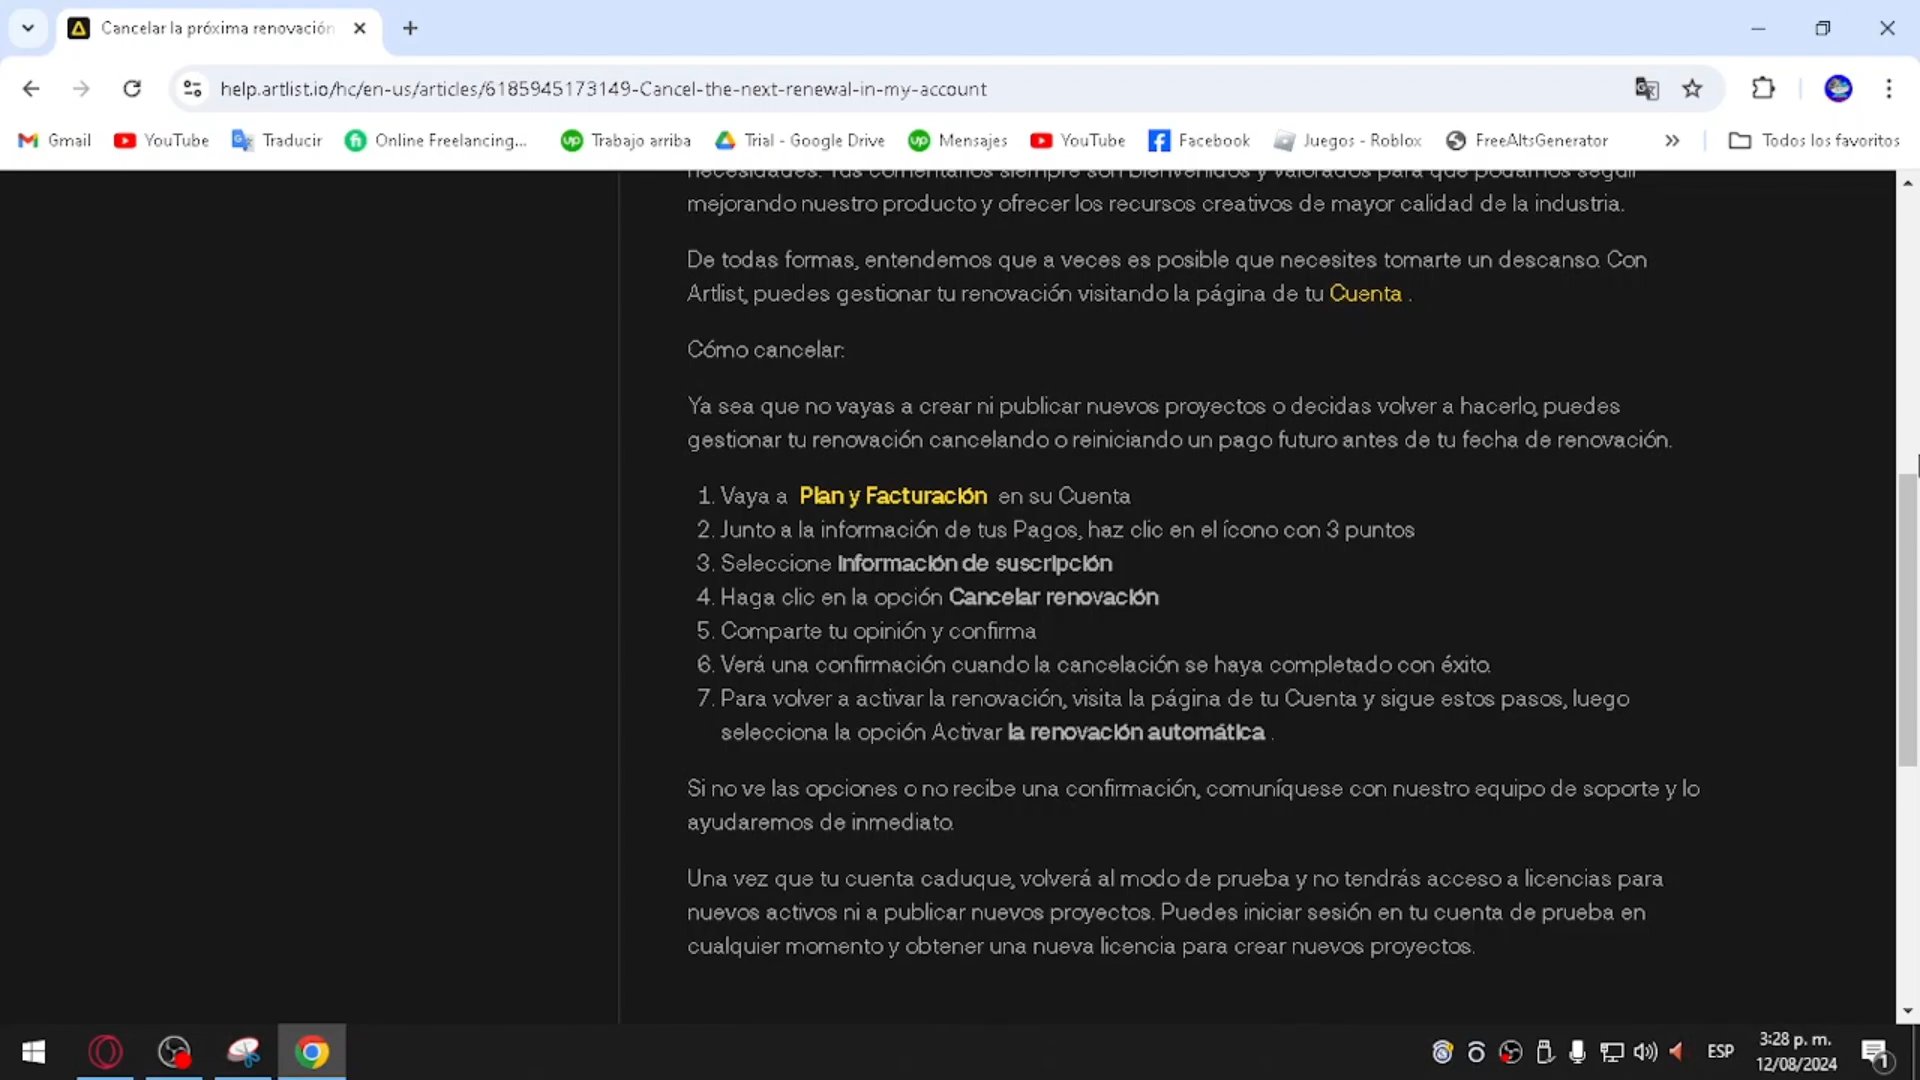 Cancelar la próxima renovación
help.artlist.io/hc/en-us/articles/6185945173149-Cancel-the-next-renewal-in-my-account
Gmail YouTube Traducir Online Freelancing... Trabajo arriba Trial - Google Drive Mensajes YouTube Facebook Juegos - Roblox FreeAltsGenerator » Todos los favoritos
necesidades. Tus comentarios siempre son bienvenidos y valorados para que podamos seguir
mejorando nuestro producto y ofrecer los recursos creativos de mayor calidad de la industria.
De todas formas, entendemos que a veces es posible que necesites tomarte un descanso. Con
Artlist, puedes gestionar tu renovación visitando la página de tu Cuenta .
Cómo cancelar:
Ya sea que no vayas a crear ni publicar nuevos proyectos o decidas volver a hacerlo, puedes
gestionar tu renovación cancelando o reiniciando un pago futuro antes de tu fecha de renovación.
1. Vaya a Plan y Facturación en su Cuenta
2. Junto a la información de tus Pagos, haz clic en el ícono con 3 puntos
3. Seleccione Información de suscripción
4. Haga clic en la opción Cancelar renovación
5. Comparte tu opinión y confirma
6. Verá una confirmación cuando la cancelación se haya completado con éxito.
7. Para volver a activar la renovación, visita la página de tu Cuenta y sigue estos pasos, luego
selecciona la opción Activar la renovación automática .
Si no ve las opciones o no recibe una confirmación, comuníquese con nuestro equipo de soporte y lo
ayudaremos de inmediato.
Una vez que tu cuenta caduque, volverá al modo de prueba y no tendrás acceso a licencias para
nuevos activos ni a publicar nuevos proyectos. Puedes iniciar sesión en tu cuenta de prueba en
cualquier momento y obtener una nueva licencia para crear nuevos proyectos.
ESP
3:28 p. m.
12/08/2024
1